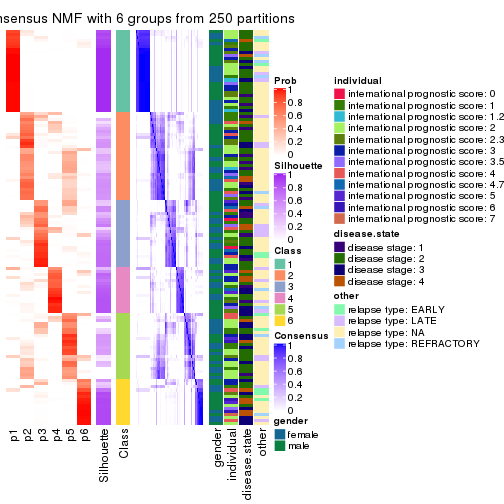 nsensus NMF with 6 groups from 250 partitions
Prob
1
0.8
0.6
0.4
0.2
0
Silhouette
1
0.8
0.6
0.4
0.2
0
Class
1
2
3
4
5
6
Consensus
1
0.8
0.6
0.4
0.2
0
gender
female
male
individual
international prognostic score: 0
international prognostic score: 1
international prognostic score: 1.2
international prognostic score: 2
international prognostic score: 2.3
international prognostic score: 3
international prognostic score: 3.5
international prognostic score: 4
international prognostic score: 4.7
international prognostic score: 5
international prognostic score: 6
international prognostic score: 7
disease.state
disease stage: 1
disease stage: 2
disease stage: 3
disease stage: 4
other
relapse type: EARLY
relapse type: LATE
relapse type: NA
relapse type: REFRACTORY
p1
p2
p3
p4
p5
p6
Silhouette
Class
gender
individual
disease.state
other